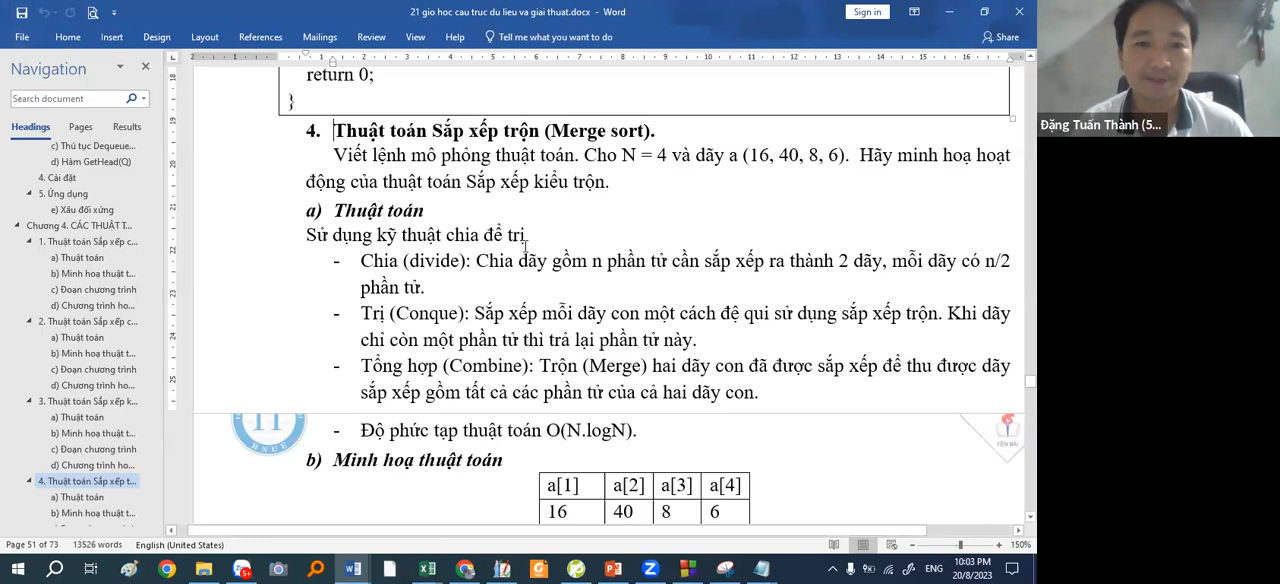 21 gio hoc cau truc du lieu va giai thuat.docx - Word
Sign in
File Home Insert Design Layout References Mailings Review View Help Tell me what you want to do Share
Navigation
Search document
Headings Pages Results
c) Thủ tục Dequeue...
d) Hàm GetHead(Q)
4. Cài đặt
5. Ứng dụng
e) Xâu đối xứng
Chương 4. CÁC THUẬT T...
1. Thuật toán Sắp xếp c...
a) Thuật toán
b) Minh hoạ thuật t...
c) Đoạn chương trình
d) Chương trình ho...
2. Thuật toán Sắp xếp c...
a) Thuật toán
b) Minh hoạ thuật t...
c) Đoạn chương trình
d) Chương trình ho...
3. Thuật toán Sắp xếp k...
a) Thuật toán
b) Minh hoạ thuật t...
c) Đoạn chương trình
d) Chương trình ho...
4. Thuật toán Sắp xếp t...
a) Thuật toán
b) Minh hoạ thuật t...
return 0;
}
4. Thuật toán Sắp xếp trộn (Merge sort).
Viết lệnh mô phỏng thuật toán. Cho N = 4 và dãy a (16, 40, 8, 6). Hãy minh hoạ hoạt
động của thuật toán Sắp xếp kiểu trộn.
a) Thuật toán
Sử dụng kỹ thuật chia để trị
- Chia (divide): Chia dãy gồm n phần tử cần sắp xếp ra thành 2 dãy, mỗi dãy có n/2
phần tử.
- Trị (Conque): Sắp xếp mỗi dãy con một cách đệ qui sử dụng sắp xếp trộn. Khi dãy
chỉ còn một phần tử thì trả lại phần tử này.
- Tổng hợp (Combine): Trộn (Merge) hai dãy con đã được sắp xếp để thu được dãy
sắp xếp gồm tất cả các phần tử của cả hai dãy con.
- Độ phức tạp thuật toán O(N.logN).
b) Minh hoạ thuật toán
a[1] a[2] a[3] a[4]
16 40 8 6
Đặng Tuấn Thành (5...
Page 51 of 73 13526 words English (United States) 150%
ENG 10:03 PM
20/8/2023